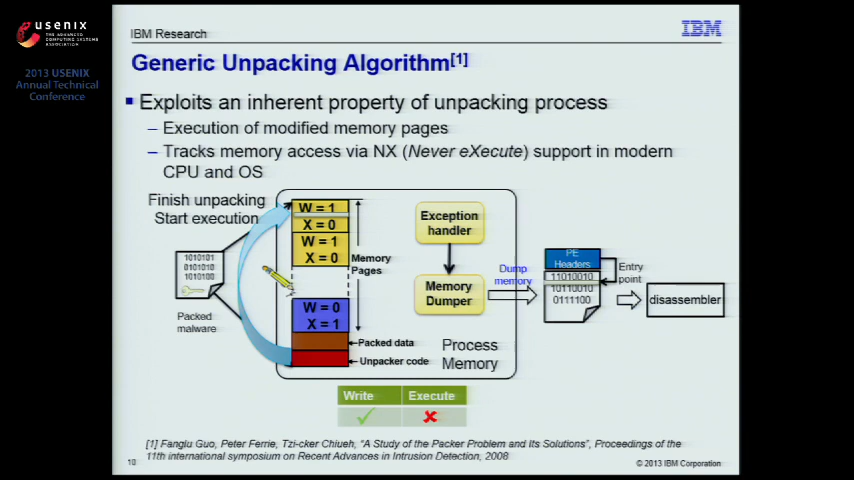 usenix
THE ADVANCED
COMPUTING SYSTEMS
ASSOCIATION
2013 USENIX
Annual Technical
Conference
IBM Research
IBM
Generic Unpacking Algorithm[1]
Exploits an inherent property of unpacking process
– Execution of modified memory pages
– Tracks memory access via NX (Never eXecute) support in modern
CPU and OS
Finish unpacking
Start execution
1010101
0101010
1010100
Packed
malware
W = 1
X = 0
W = 1
X = 0
W = 0
X = 1
Memory
Pages
Packed data
Unpacker code
Exception
handler
Memory
Dumper
Process
Memory
Dump
memory
PE
Headers
11010010
10110010
0111100
Entry
point
disassembler
Write Execute
[1] Fanglu Guo, Peter Ferrie, Tzi-cker Chiueh, "A Study of the Packer Problem and Its Solutions", Proceedings of the
11th international symposium on Recent Advances in Intrusion Detection, 2008
10
© 2013 IBM Corporation